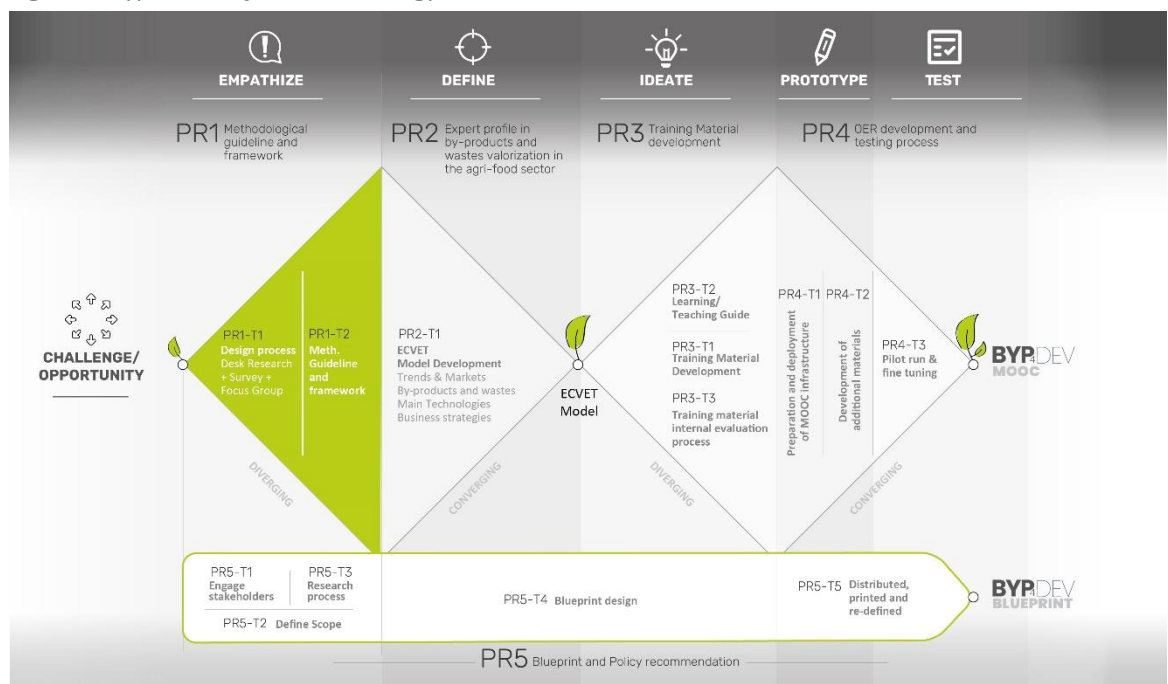 EMPATHIZE
DEFINE
IDEATE
PROTOTYPE
TEST
PR1 Methodological
guideline and
framework
PR2 Expert profile in
by-products and
wastes valorization in
the agri-food sector
PR3 Training Material
development
PR4 OER development and
testing process
CHALLENGE/
OPPORTUNITY
PR1-T1
Design process
Desk Research
+ Survey +
Focus Group
PR1-T2
Meth.
Guideline
and
framework
DIVERGING
PR2-T1
ECVET
Model Development
Trends & Markets
By-products and wastes
Main Technologies
Business strategies
CONVERGING
ECVET
Model
PR3-T2
Learning/
Teaching Guide
PR3-T1
Training Material
Development
PR3-T3
Training material
internal evaluation
process
DIVERGING
PR4-T1
Preparation and deployment
of MOOC infrastructure
PR4-T2
Development of
additional materials
PR4-T3
Pilot run &
fine tuning
CONVERGING
BYP4DEV
MOOC
PR5-T1
Engage
stakeholders
PR5-T3
Research
process
PR5-T2 Define Scope
PR5-T4 Blueprint design
PR5-T5 Distributed,
printed and
re-defined
BYP4DEV
BLUEPRINT
PR5 Blueprint and Policy recommendation